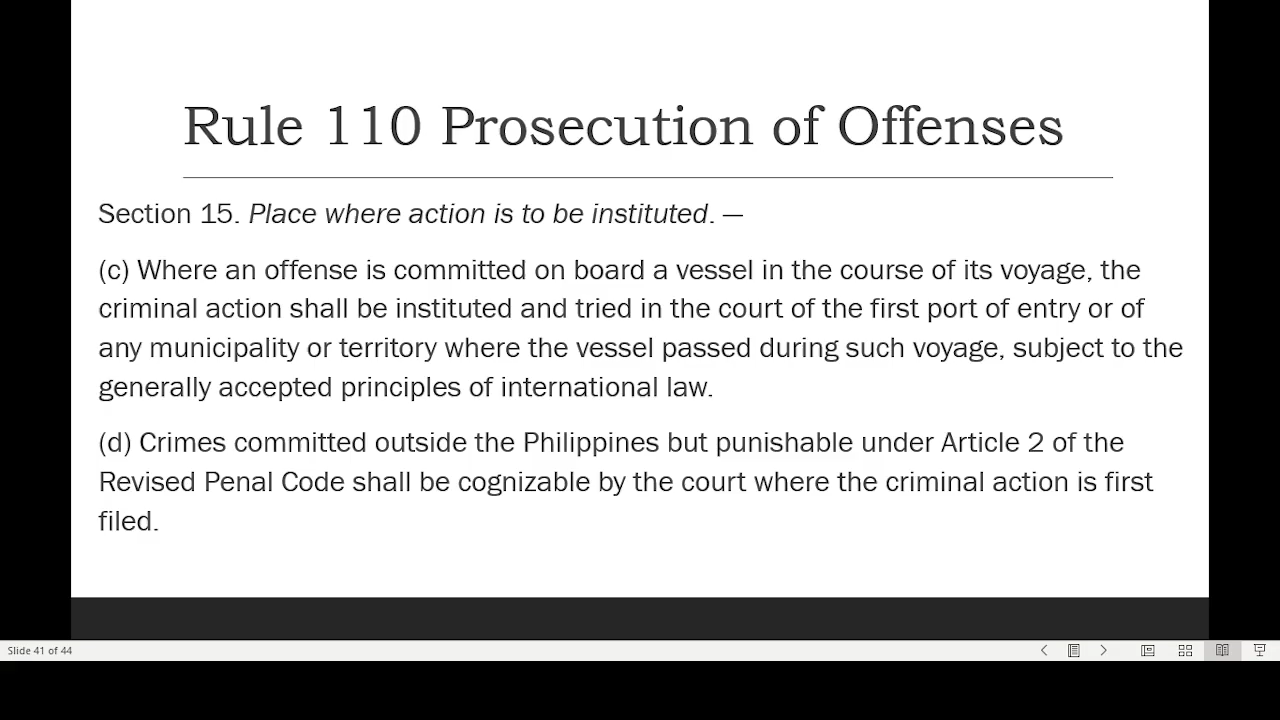 Rule 110 Prosecution of Offenses
Section 15. Place where action is to be instituted. —
(c) Where an offense is committed on board a vessel in the course of its voyage, the
criminal action shall be instituted and tried in the court of the first port of entry or of
any municipality or territory where the vessel passed during such voyage, subject to the
generally accepted principles of international law.
(d) Crimes committed outside the Philippines but punishable under Article 2 of the
Revised Penal Code shall be cognizable by the court where the criminal action is first
filed.
Slide 41 of 44